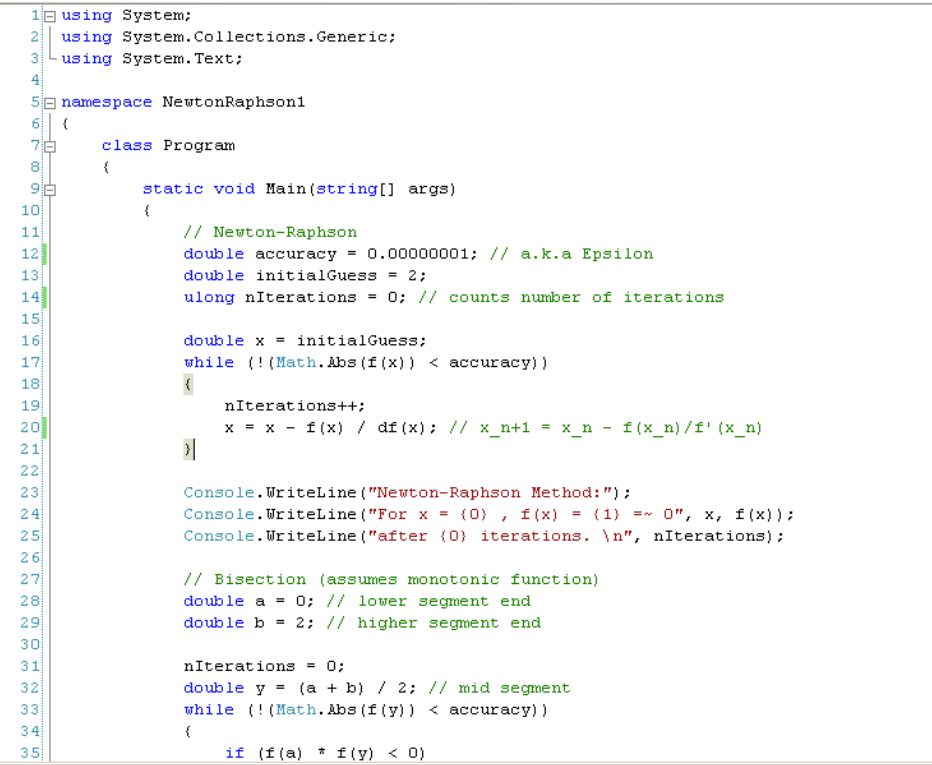 1 using System;
2 using System.Collections.Generic;
3 using System.Text;
4
5 namespace NewtonRaphson1
6 {
7     class Program
8     {
9         static void Main(string[] args)
10         {
11             // Newton-Raphson
12             double accuracy = 0.00000001; // a.k.a Epsilon
13             double initialGuess = 2;
14             ulong nIterations = 0; // counts number of iterations
15
16             double x = initialGuess;
17             while (!(Math.Abs(f(x)) < accuracy))
18             {
19                 nIterations++;
20                 x = x - f(x) / df(x); // x_n+1 = x_n - f(x_n)/f'(x_n)
21             }
22
23             Console.WriteLine("Newton-Raphson Method:");
24             Console.WriteLine("For x = {0} , f(x) = {1} =~ 0", x, f(x));
25             Console.WriteLine("after {0} iterations. \n", nIterations);
26
27             // Bisection (assumes monotonic function)
28             double a = 0; // lower segment end
29             double b = 2; // higher segment end
30
31             nIterations = 0;
32             double y = (a + b) / 2; // mid segment
33             while (!(Math.Abs(f(y)) < accuracy))
34             {
35                 if (f(a) * f(y) < 0)